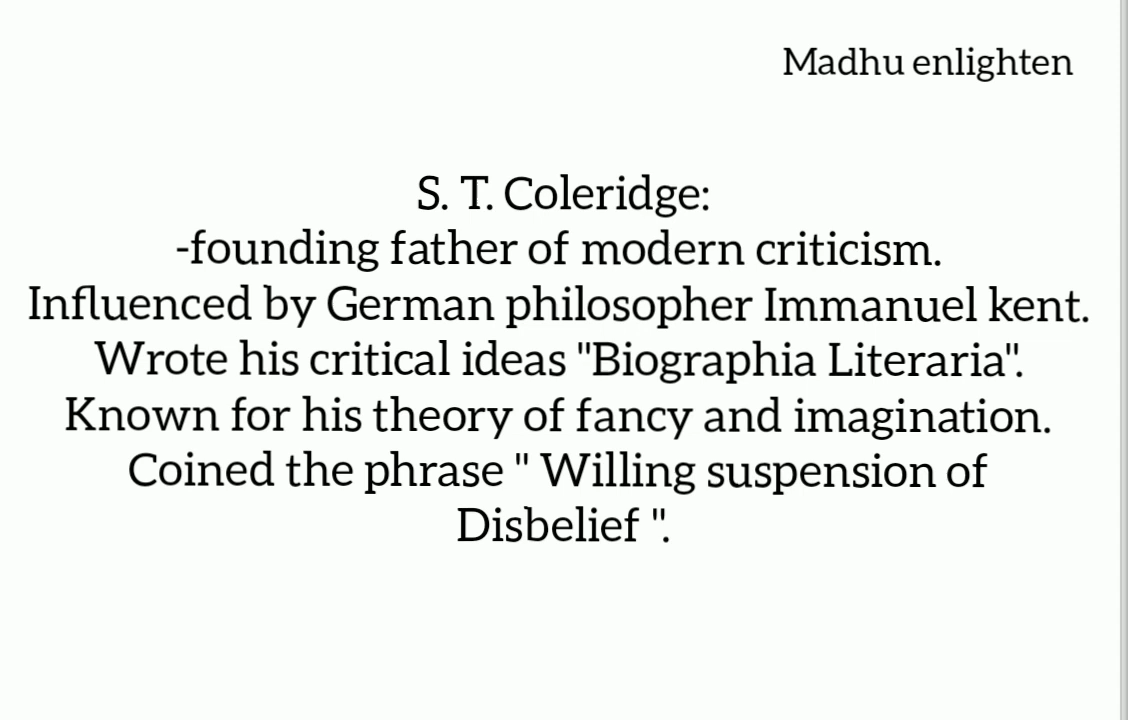 Madhu enlighten
S. T. Coleridge:
-founding father of modern criticism.
Influenced by German philosopher Immanuel kent.
Wrote his critical ideas "Biographia Literaria".
Known for his theory of fancy and imagination.
Coined the phrase " Willing suspension of
Disbelief ".